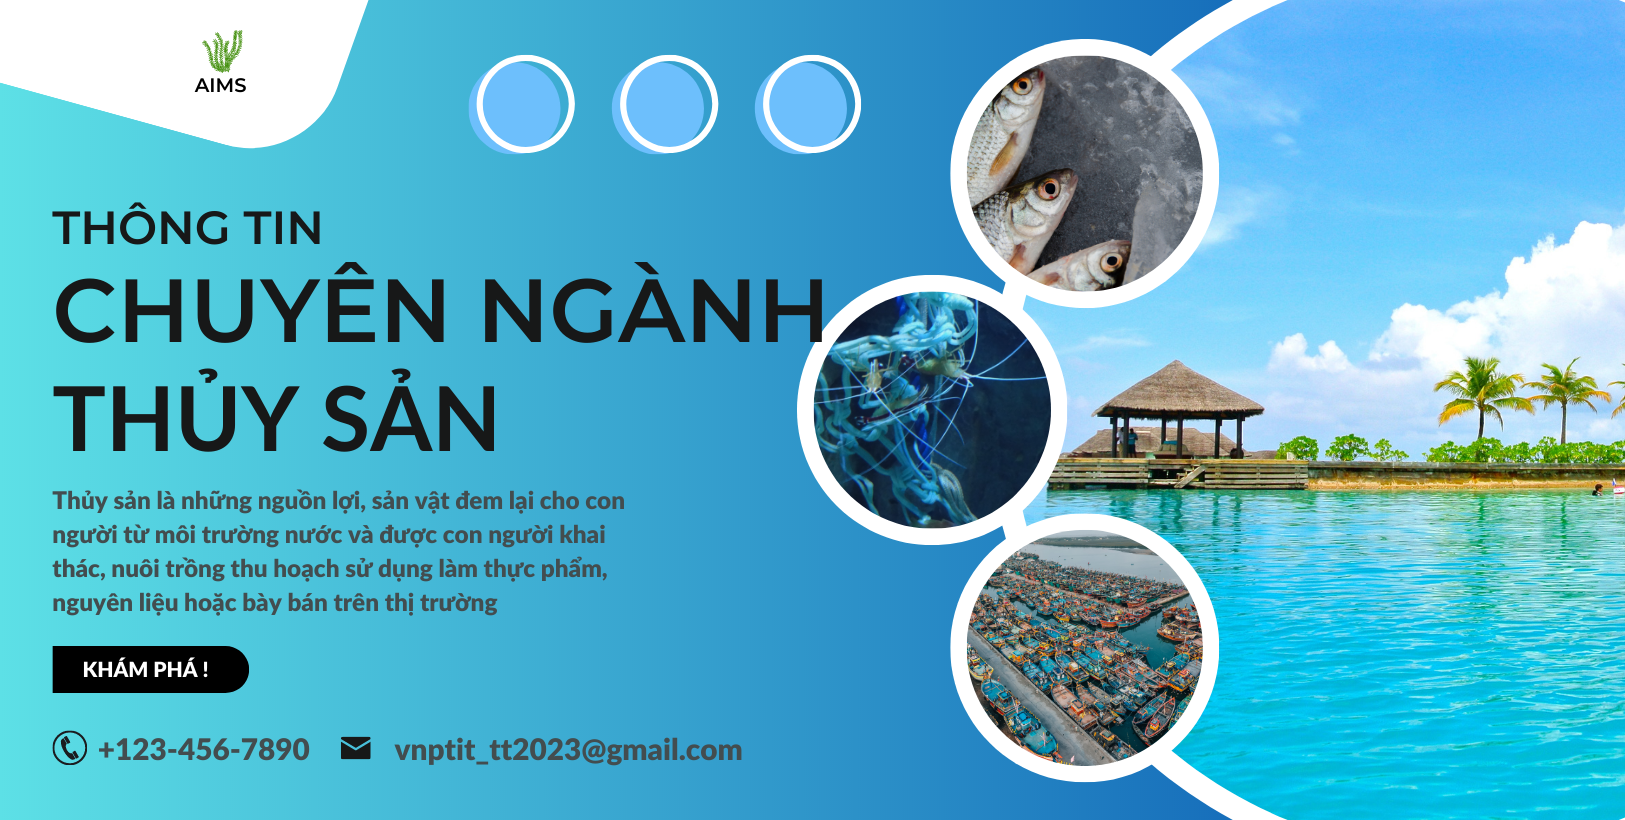 AIMS
THÔNG TIN
CHUYÊN NGÀNH
THỦY SẢN
Thủy sản là những nguồn lợi, sản vật đem lại cho con
người từ môi trường nước và được con người khai
thác, nuôi trồng thu hoạch sử dụng làm thực phẩm,
nguyên liệu hoặc bày bán trên thị trường
KHÁM PHÁ !
+123-456-7890 vnptit_tt2023@gmail.com